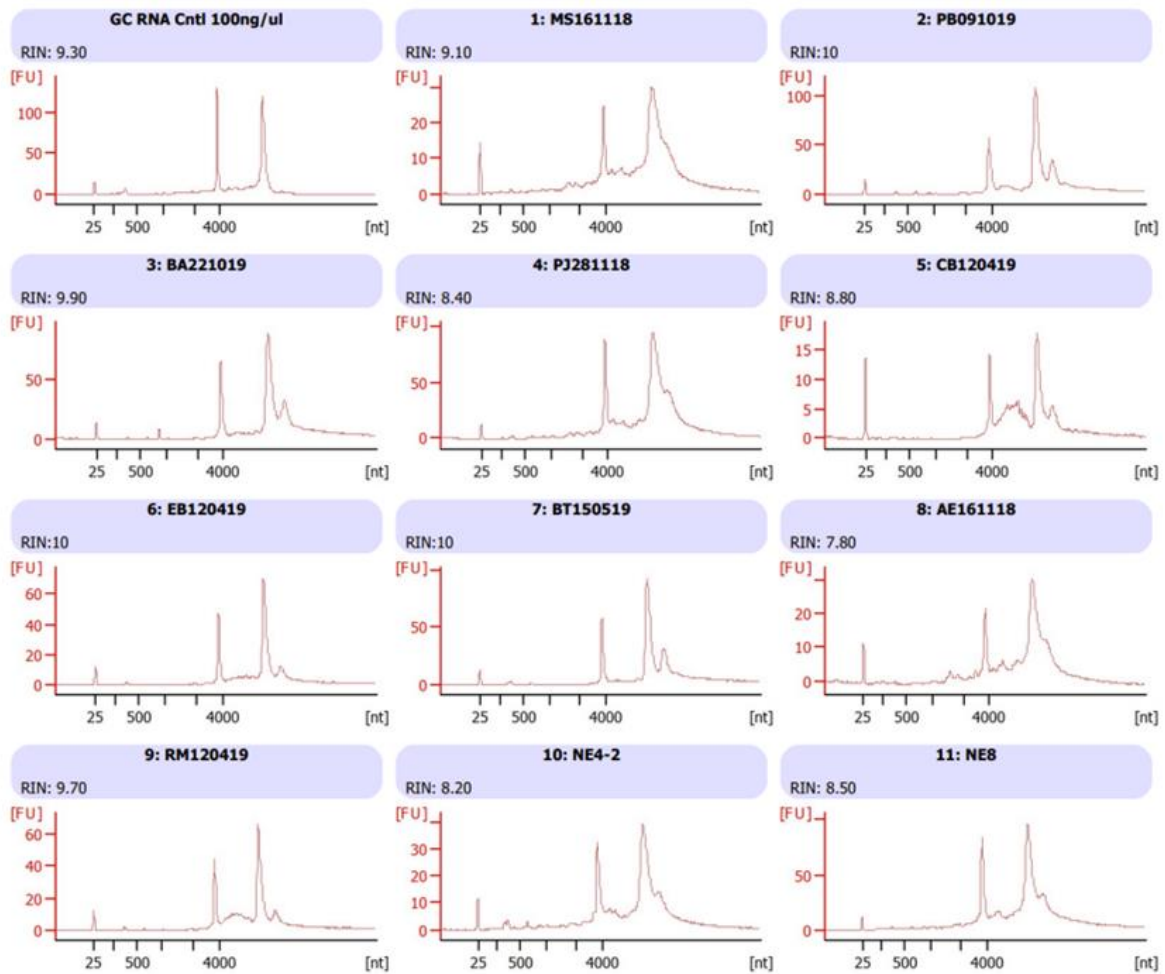 GC RNA Cntl 100ng/ul
RIN: 9.30
[FU]
100
50
0
25 500 4000 [nt]
1: MS161118
RIN: 9.10
[FU]
20
10
0
25 500 4000 [nt]
2: PB091019
RIN:10
[FU]
100
50
0
25 500 4000 [nt]
3: BA221019
RIN: 9.90
[FU]
50
0
25 500 4000 [nt]
4: PJ281118
RIN: 8.40
[FU]
50
0
25 500 4000 [nt]
5: CB120419
RIN: 8.80
[FU]
15
10
5
0
25 500 4000 [nt]
6: EB120419
RIN:10
[FU]
60
40
20
0
25 500 4000 [nt]
7: BT150519
RIN:10
[FU]
50
0
25 500 4000 [nt]
8: AE161118
RIN: 7.80
[FU]
20
10
0
25 500 4000 [nt]
9: RM120419
RIN: 9.70
[FU]
60
40
20
0
25 500 4000 [nt]
10: NE4-2
RIN: 8.20
[FU]
30
20
10
0
25 500 4000 [nt]
11: NE8
RIN: 8.50
[FU]
50
0
25 500 4000 [nt]